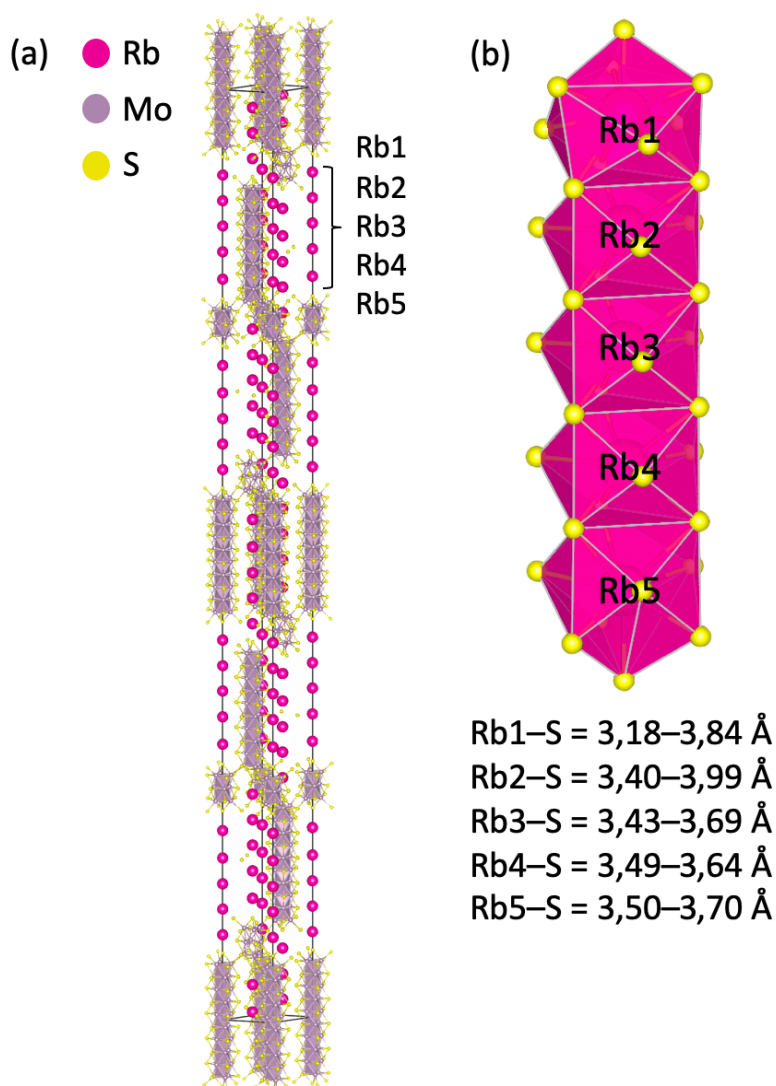 (a)
Rb
Mo
S
Rb1
Rb2
Rb3
Rb4
Rb5
(b)
Rb1
Rb2
Rb3
Rb4
Rb5
Rb1–S = 3,18–3,84 Å
Rb2–S = 3,40–3,99 Å
Rb3–S = 3,43–3,69 Å
Rb4–S = 3,49–3,64 Å
Rb5–S = 3,50–3,70 Å